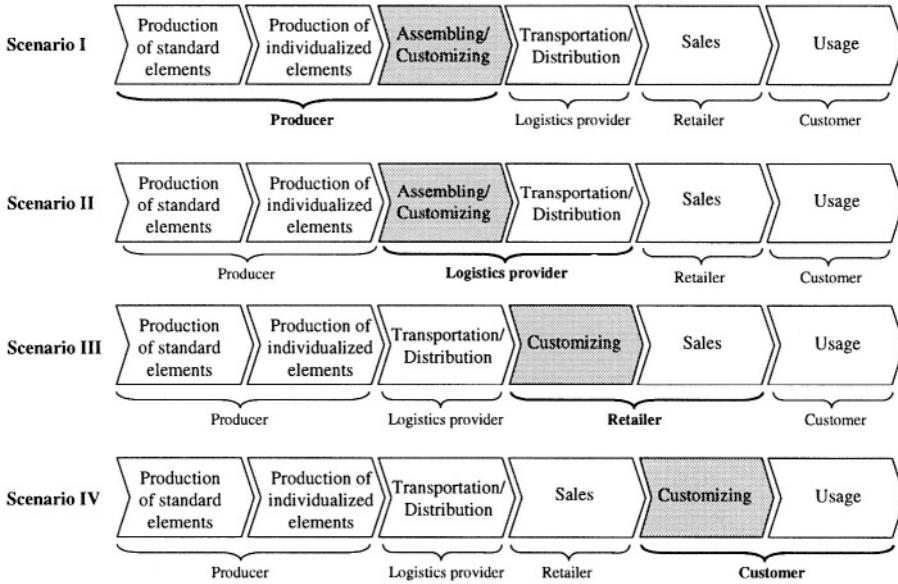 Scenario I
Production
of standard
elements
Production of
individualized
elements
Assembling/
Customizing
Transportation/
Distribution
Sales
Usage
Producer
Logistics provider
Retailer
Customer
Scenario II
Production
of standard
elements
Production of
individualized
elements
Assembling/
Customizing
Transportation/
Distribution
Sales
Usage
Producer
Logistics provider
Retailer
Customer
Scenario III
Production
of standard
elements
Production of
individualized
elements
Transportation/
Distribution
Customizing
Sales
Usage
Producer
Logistics provider
Retailer
Customer
Scenario IV
Production
of standard
elements
Production of
individualized
elements
Transportation/
Distribution
Sales
Customizing
Usage
Producer
Logistics provider
Retailer
Customer